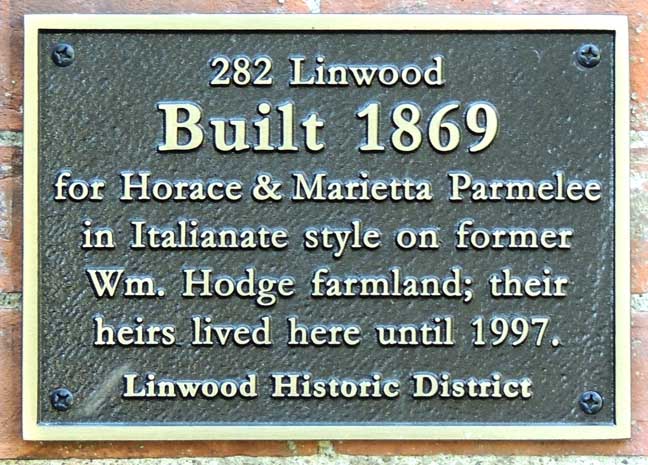 282 Linwood
Built 1869
for Horace & Marietta Parmelee
in Italianate style on former
Wm. Hodge farmland; their
heirs lived here until 1997.
Linwood Historic District